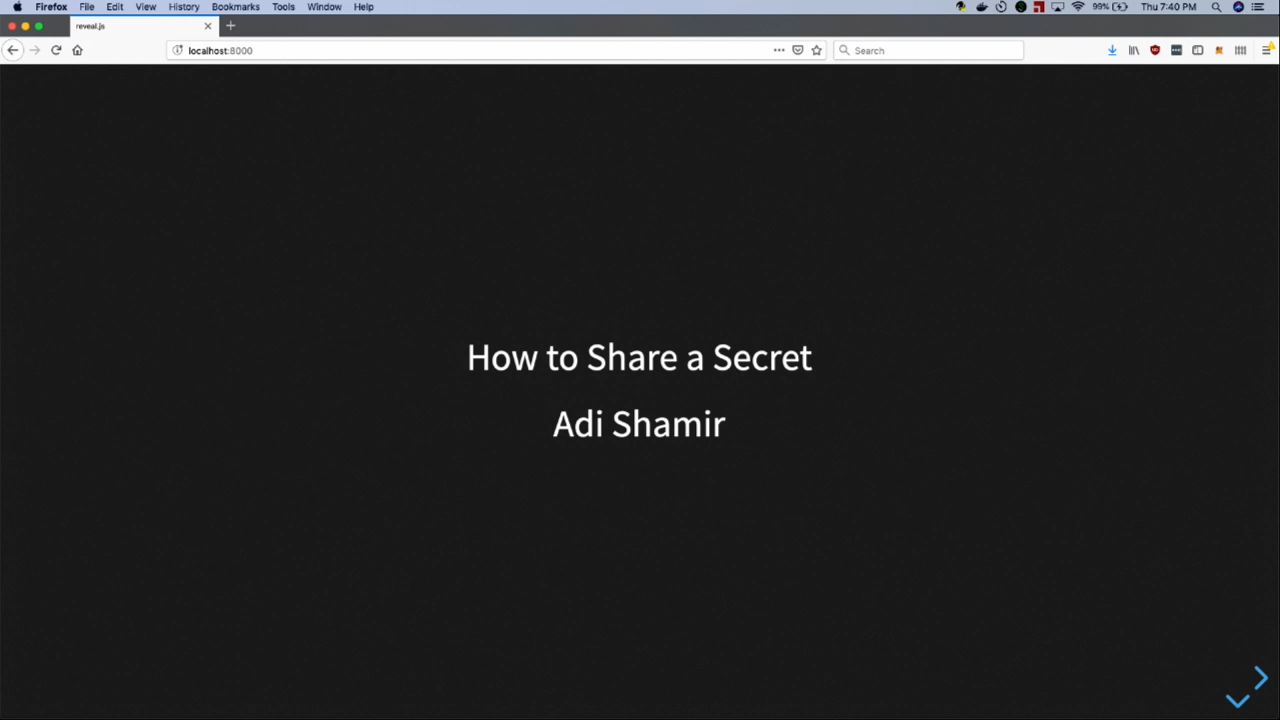 Firefox File Edit View History Bookmarks Tools Window Help 99% Thu 7:40 PM
reveal.js
localhost:8000 Search
How to Share a Secret
Adi Shamir